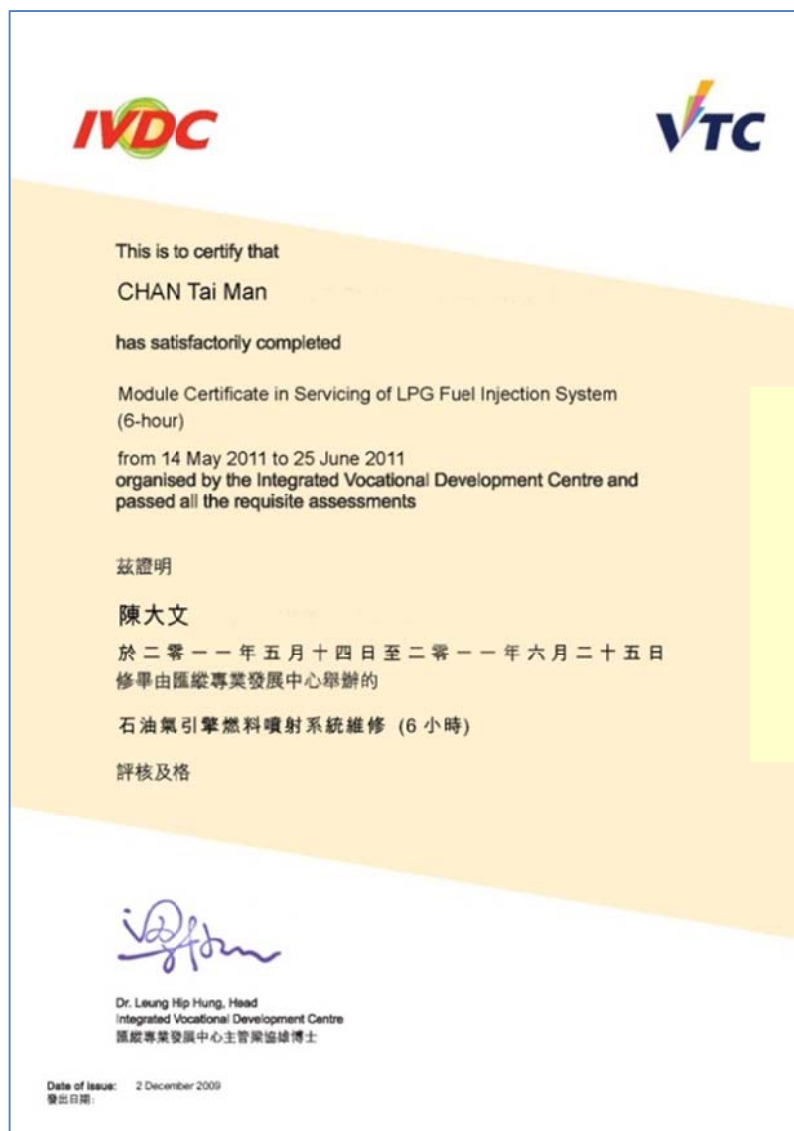 IVDC
VTC
This is to certify that
CHAN Tai Man
has satisfactorily completed
Module Certificate in Servicing of LPG Fuel Injection System
(6-hour)
from 14 May 2011 to 25 June 2011
organised by the Integrated Vocational Development Centre and
passed all the requisite assessments
茲證明
陳大文
於二零一一年五月十四日至二零一一年六月二十五日
修畢由匯縱專業發展中心舉辦的
石油氣引擎燃料噴射系統維修 (6 小時)
評核及格
Dr. Leung Hip Hung, Head
Integrated Vocational Development Centre
匯縱專業發展中心主管梁協雄博士
Date of issue: 2 December 2009
發出日期: